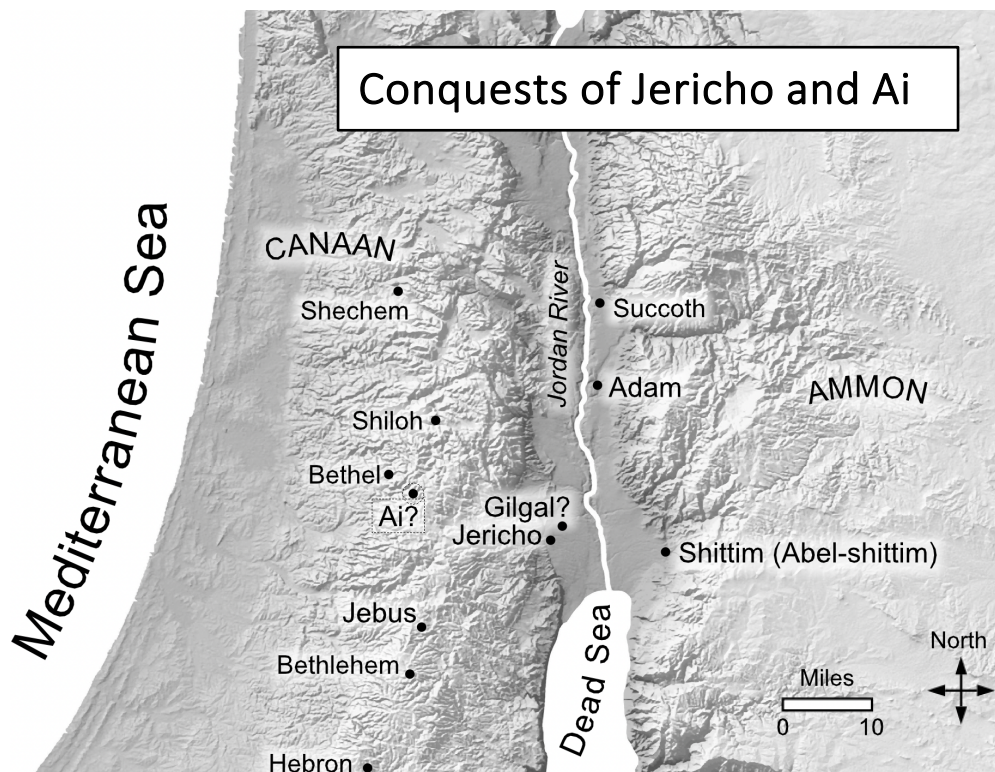 Conquests of Jericho and Ai
Mediterranean Sea
CANAAN
Shechem
Jordan River
Succoth
Adam
AMMON
Shiloh
Bethel
Ai?
Gilgal?
Jericho
Shittim (Abel-shittim)
Jebus
Bethlehem
Dead Sea
North
Miles
0 10
Hebron